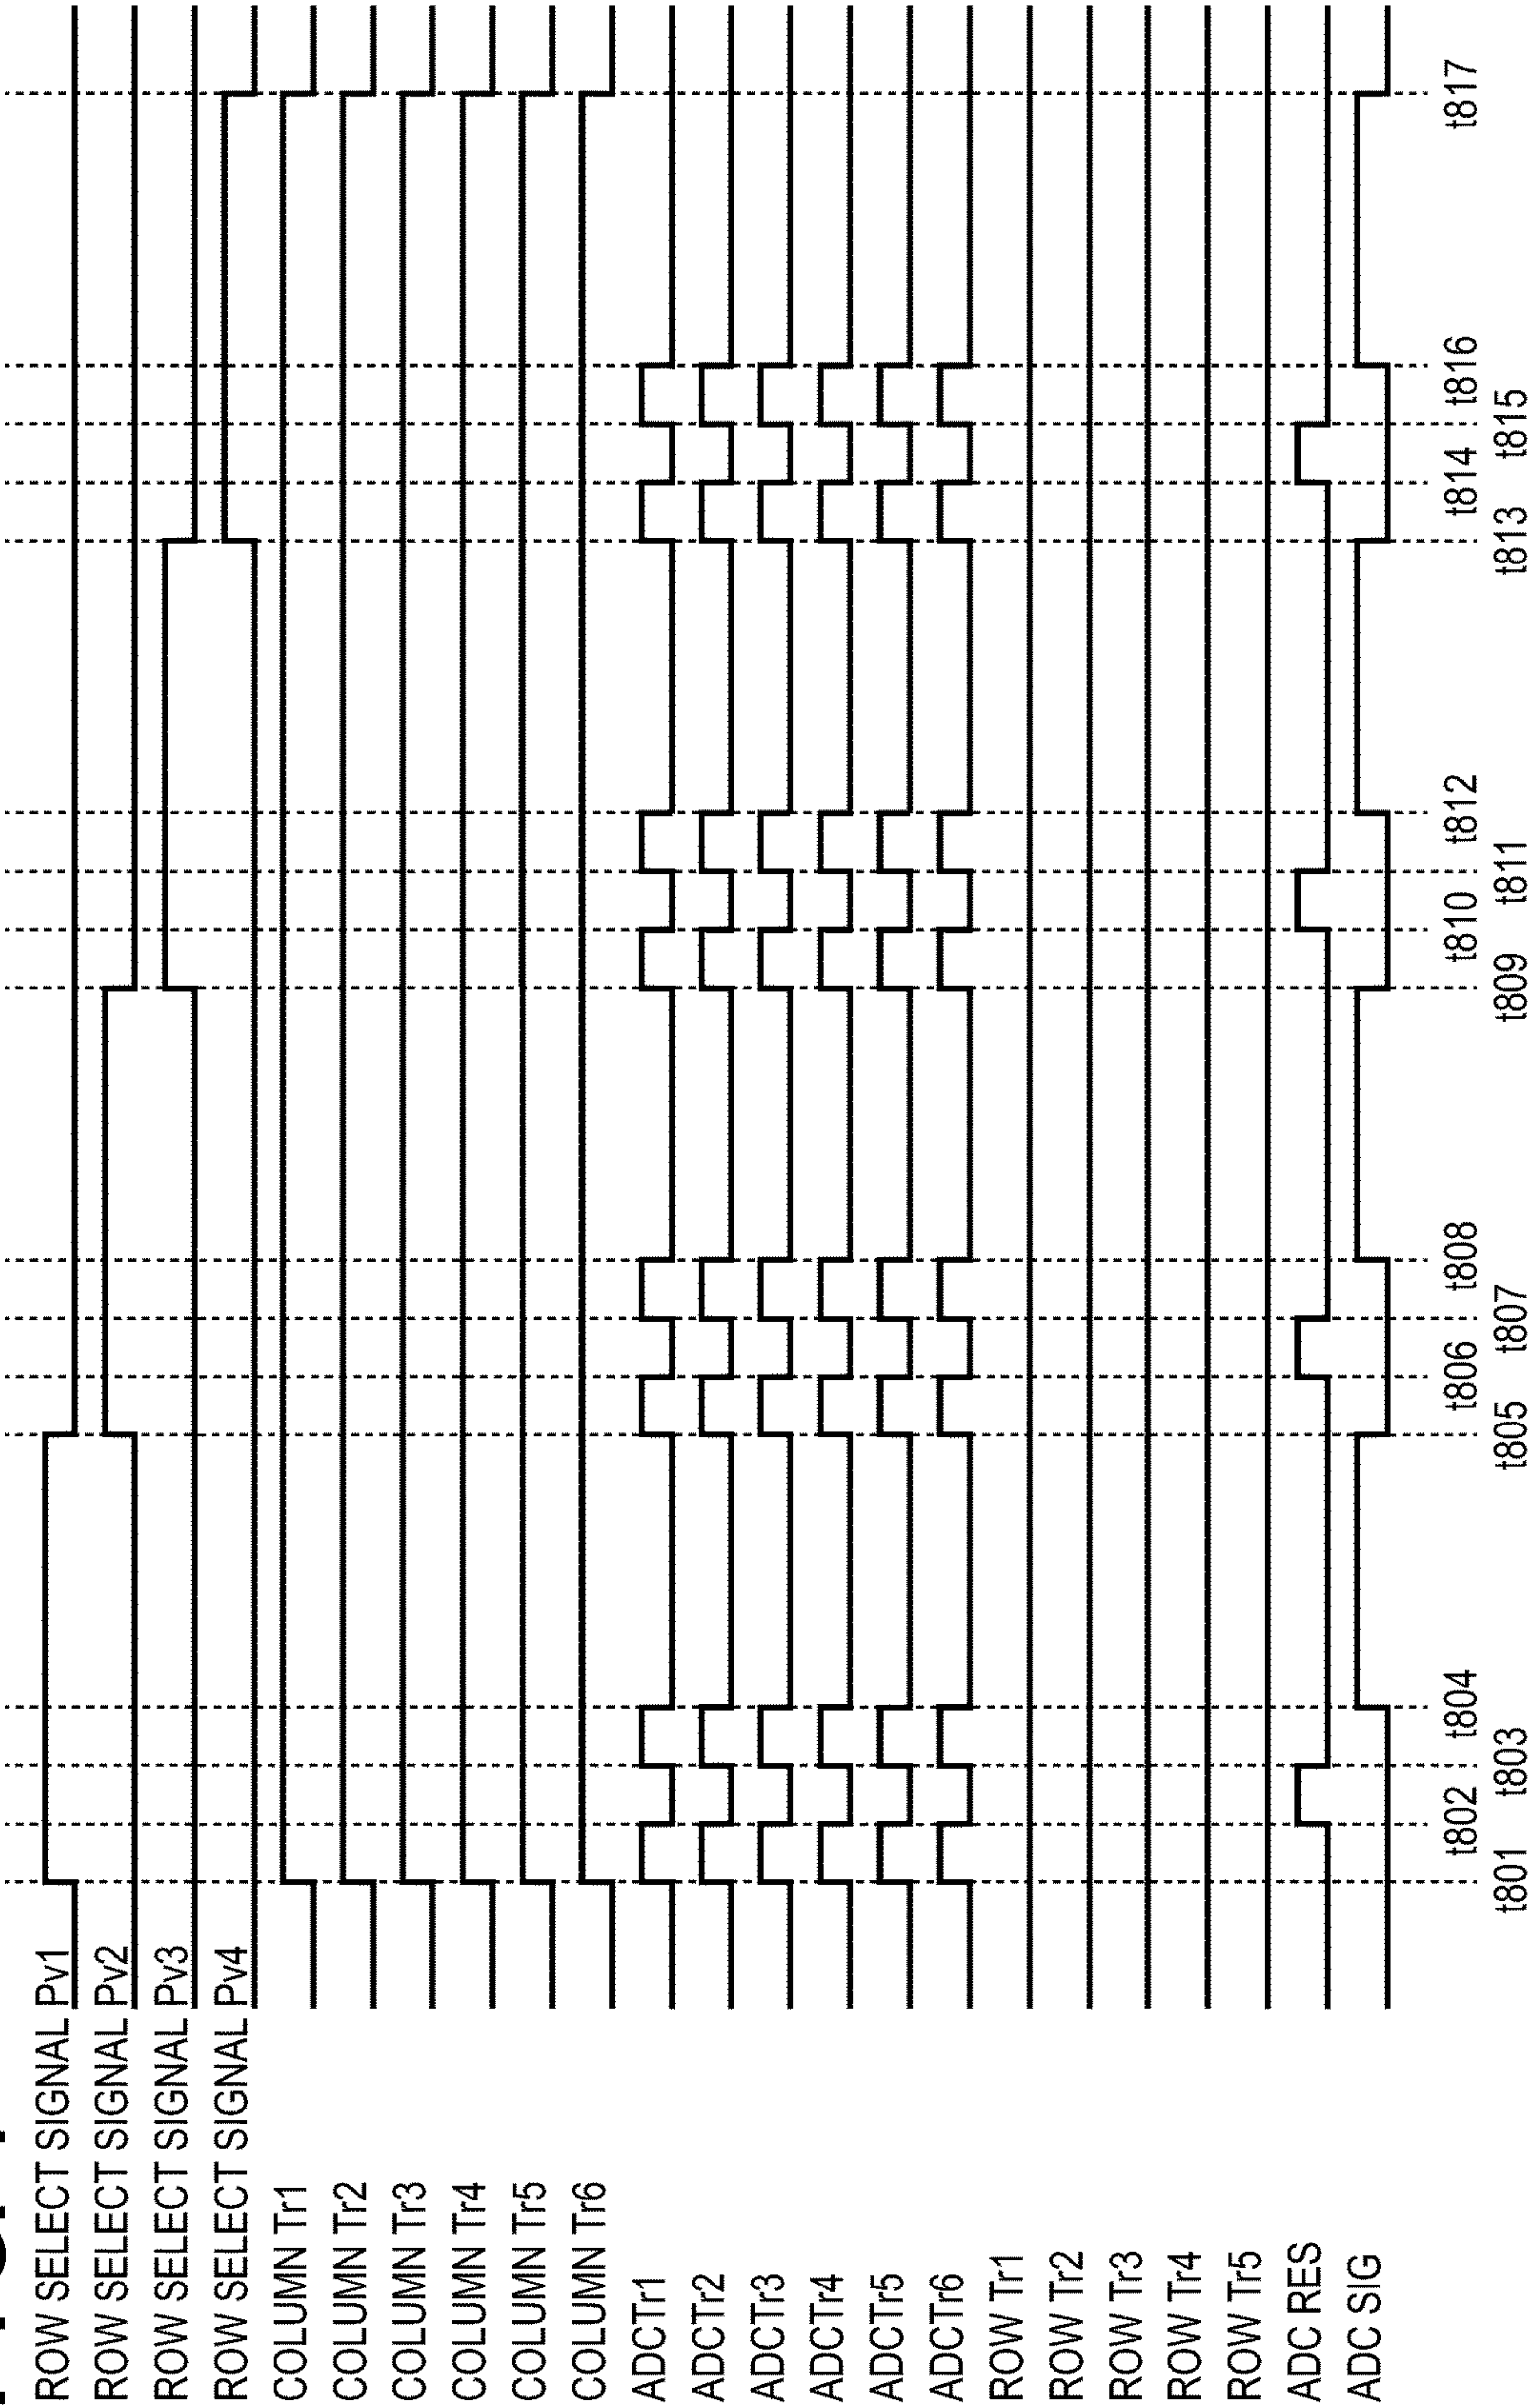 ROW SELECT SIGNAL Pv1
ROW SELECT SIGNAL Pv2
ROW SELECT SIGNAL Pv3
ROW SELECT SIGNAL Pv4
COLUMN Tr1
COLUMN Tr2
COLUMN Tr3
COLUMN Tr4
COLUMN Tr5
COLUMN Tr6
ADCTr1
ADCTr2
ADCTr3
ADCTr4
ADCTr5
ADCTr6
ROW Tr1
ROW Tr2
ROW Tr3
ROW Tr4
ROW Tr5
ADC RES
ADC SIG
t802 t804 t806 t808 t810 t812 t814 t816 t817
t801 t803 t805 t807 t809 t811 t813 t815